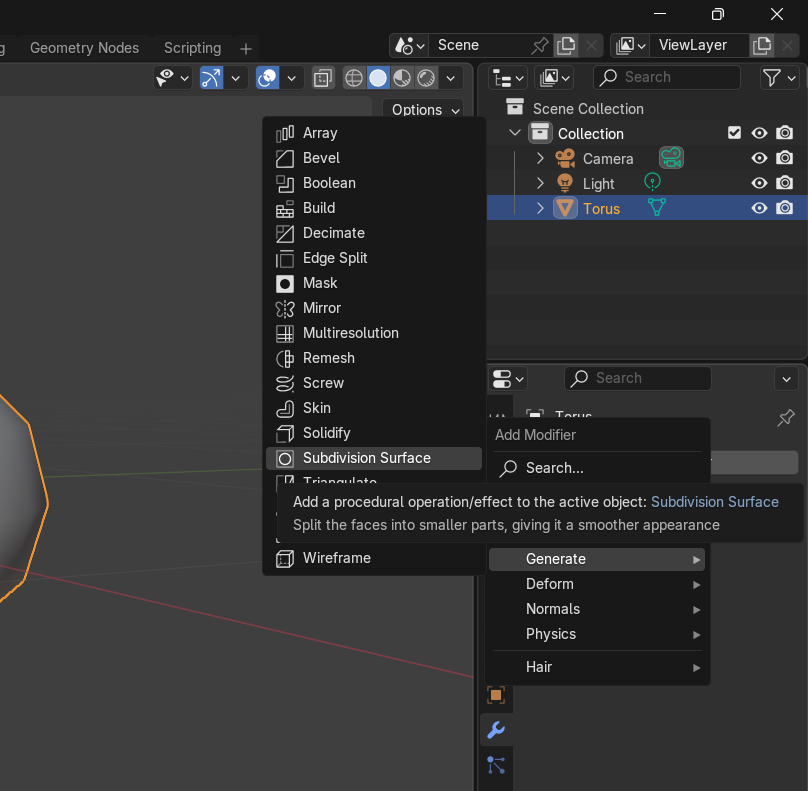 g Geometry Nodes Scripting +
Scene
ViewLayer
Search
Options
Scene Collection
Collection
Camera
Light
Torus
Array
Bevel
Boolean
Build
Decimate
Edge Split
Mask
Mirror
Multiresolution
Remesh
Screw
Skin
Solidify
Subdivision Surface
Triangulate
Wireframe
Search
Torus
Add Modifier
Search...
Add a procedural operation/effect to the active object: Subdivision Surface
Split the faces into smaller parts, giving it a smoother appearance
Generate
Deform
Normals
Physics
Hair